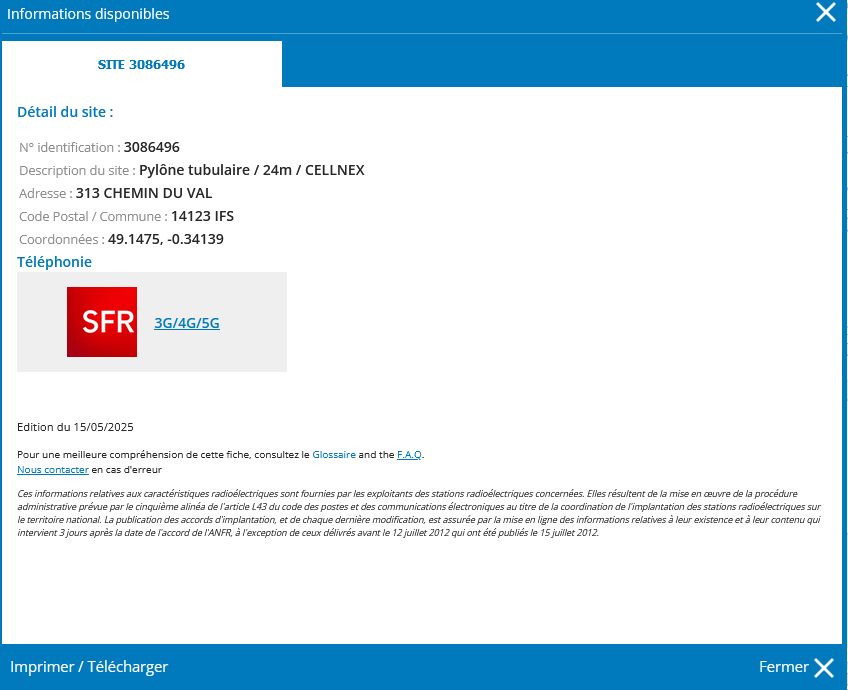 Informations disponibles
SITE 3086496
Détail du site :
N° identification : 3086496
Description du site : Pylône tubulaire / 24m / CELLNEX
Adresse : 313 CHEMIN DU VAL
Code Postal / Commune : 14123 IFS
Coordonnées : 49.1475, -0.34139
Téléphonie
SFR 3G/4G/5G
Edition du 15/05/2025
Pour une meilleure compréhension de cette fiche, consultez le Glossaire and the F.A.Q.
Nous contacter en cas d'erreur
Ces informations relatives aux caractéristiques radioélectriques sont fournies par les exploitants des stations radioélectriques concernées. Elles résultent de la mise en œuvre de la procédure
administrative prévue par le cinquième alinéa de l'article L43 du code des postes et des communications électroniques au titre de la coordination de l'implantation des stations radioélectriques sur
le territoire national. La publication des accords d'implantation, et de chaque dernière modification, est assurée par la mise en ligne des informations relatives à leur existence et à leur contenu qui
intervient 3 jours après la date de l'accord de l'ANFR, à l'exception de ceux délivrés avant le 12 juillet 2012 qui ont été publiés le 15 juillet 2012.
Imprimer / Télécharger
Fermer